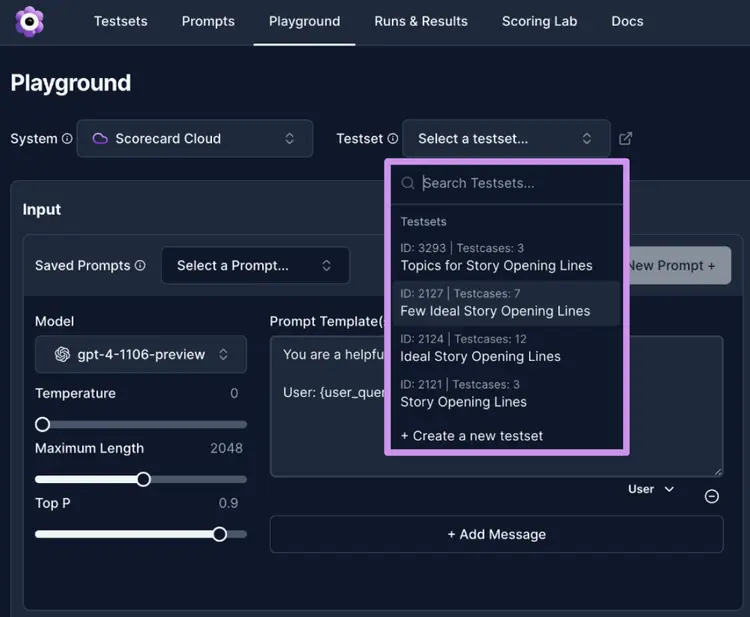 Testsets Prompts Playground Runs & Results Scoring Lab Docs
Playground
System Scorecard Cloud Testset Select a testset...
Search Testsets...
Input
Testsets
ID: 3293 | Testcases: 3
Saved Prompts Select a Prompt... Topics for Story Opening Lines New Prompt +
ID: 2127 | Testcases: 7
Few Ideal Story Opening Lines
Model Prompt Template(
ID: 2124 | Testcases: 12
gpt-4-1106-preview You are a helpfu Ideal Story Opening Lines
ID: 2121 | Testcases: 3
Temperature 0 User: {user_quer Story Opening Lines
+ Create a new testset
Maximum Length 2048
User
Top P 0.9
+ Add Message